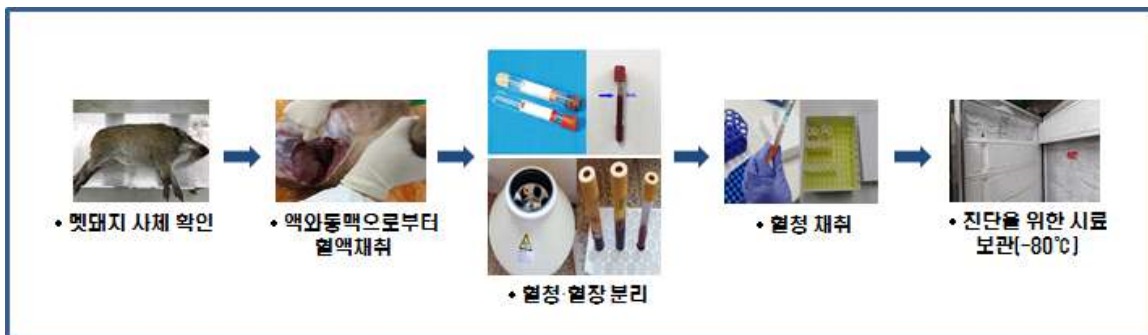 • 멧돼지 사체 확인
• 액와동맥으로부터
혈액채취
• 혈청·혈장 분리
• 혈청 채취
• 진단을 위한 시료
보관(-80℃)